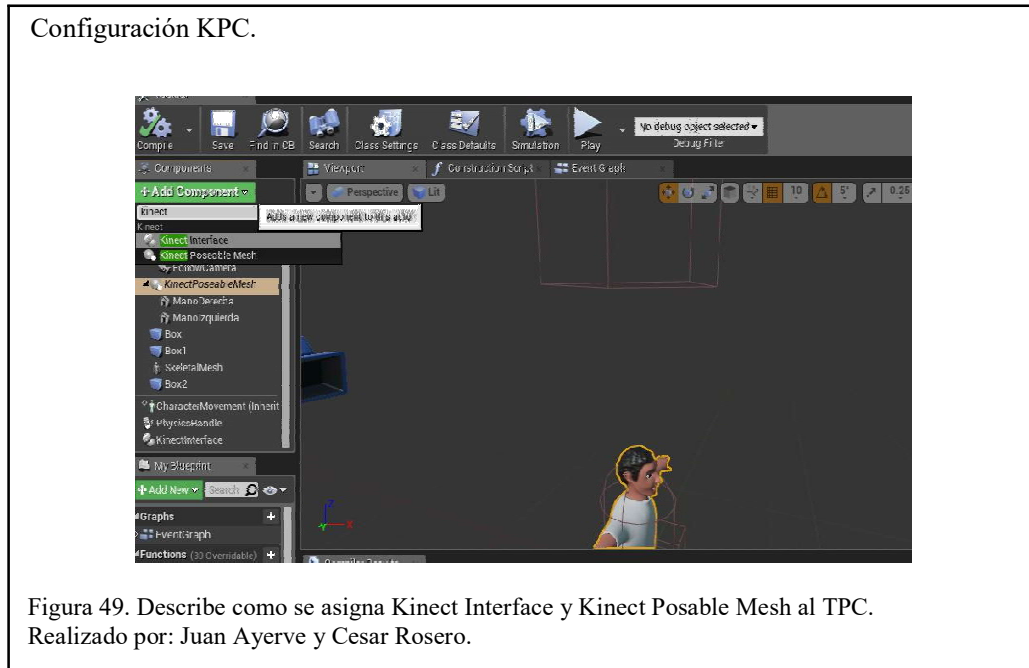 Configuración KPC.
Compile Save Find in CB Search Class Settings Class Defaults Simulation Play No debug object selected Debug Filter
Components Viewport Construction Script Event Graph
+Add Component Perspective Lit 10 5° 0.25
kinect Adds a new component to this actor
Kinect
Kinect Interface
Kinect Poseable Mesh
FollowCamera
KinectPoseableMesh
ManoDerecha
ManoIzquierda
Box
Box1
SkeletalMesh
Box2
CharacterMovement (Inherit
PhysicsHandle
KinectInterface
My Blueprint
+Add New Search
Graphs
EventGraph
Functions (30 Overridable)
Compiler Results
Figura 49. Describe como se asigna Kinect Interface y Kinect Posable Mesh al TPC.
Realizado por: Juan Ayerve y Cesar Rosero.